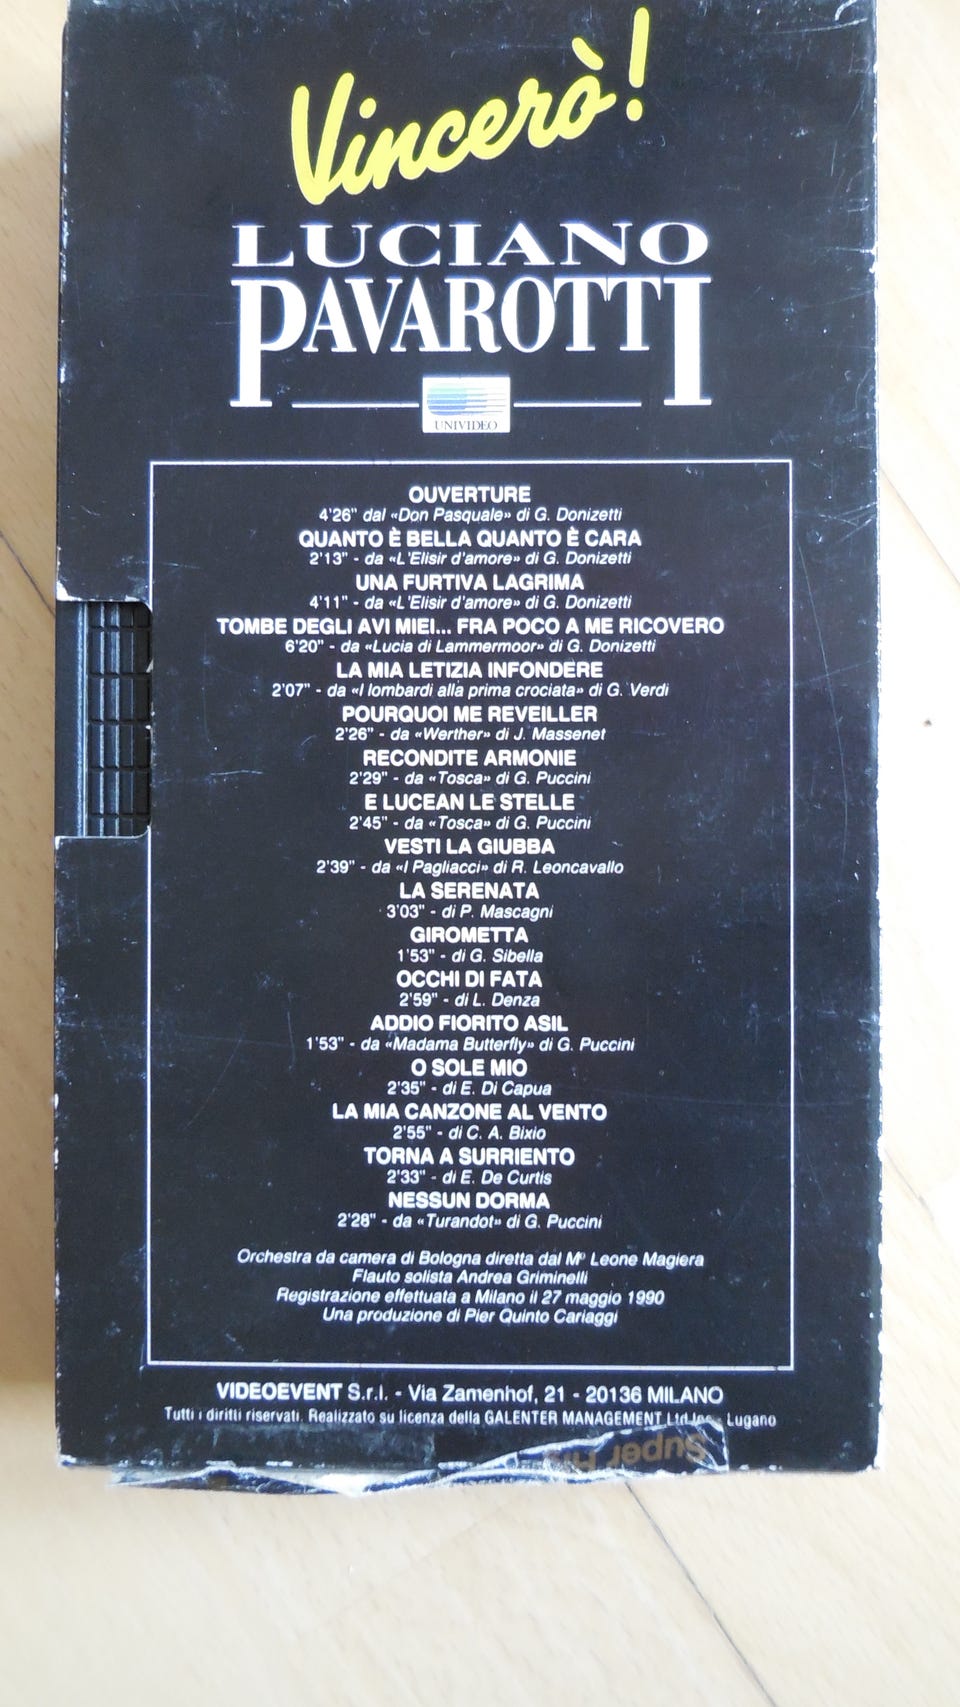 Vincerò!
LUCIANO
PAVAROTTI
UNIVIDEO
OUVERTURE
4'26" dal «Don Pasquale» di G. Donizetti
QUANTO È BELLA QUANTO È CARA
2'13" - da «L'Elisir d'amore» di G. Donizetti
UNA FURTIVA LAGRIMA
4'11" - da «L'Elisir d'amore» di G. Donizetti
TOMBE DEGLI AVI MIEI... FRA POCO A ME RICOVERO
6'20" - da «Lucia di Lammermoor» di G. Donizetti
LA MIA LETIZIA INFONDERE
2'07" - da «I lombardi alla prima crociata» di G. Verdi
POURQUOI ME REVEILLER
2'26" - da «Werther» di J. Massenet
RECONDITE ARMONIE
2'29" - da «Tosca» di G. Puccini
E LUCEAN LE STELLE
2'45" - da «Tosca» di G. Puccini
VESTI LA GIUBBA
2'39" - da «I Pagliacci» di R. Leoncavallo
LA SERENATA
3'03" - di P. Mascagni
GIROMETTA
1'53" - di G. Sibella
OCCHI DI FATA
2'59" - di L. Denza
ADDIO FIORITO ASIL
1'53" - da «Madama Butterfly» di G. Puccini
O SOLE MIO
2'35" - di E. Di Capua
LA MIA CANZONE AL VENTO
2'55" - di C. A. Bixio
TORNA A SURRIENTO
2'33" - di E. De Curtis
NESSUN DORMA
2'28" - da «Turandot» di G. Puccini
Orchestra da camera di Bologna diretta dal Mº Leone Magiera
Flauto solista Andrea Griminelli
Registrazione effettuata a Milano il 27 maggio 1990
Una produzione di Pier Quinto Cariaggi
VIDEOEVENT S.r.l. - Via Zamenhof, 21 - 20136 MILANO
Tutti i diritti riservati. Realizzato su licenza della GALENTER MANAGEMENT Ltd.Inc - Lugano
Super